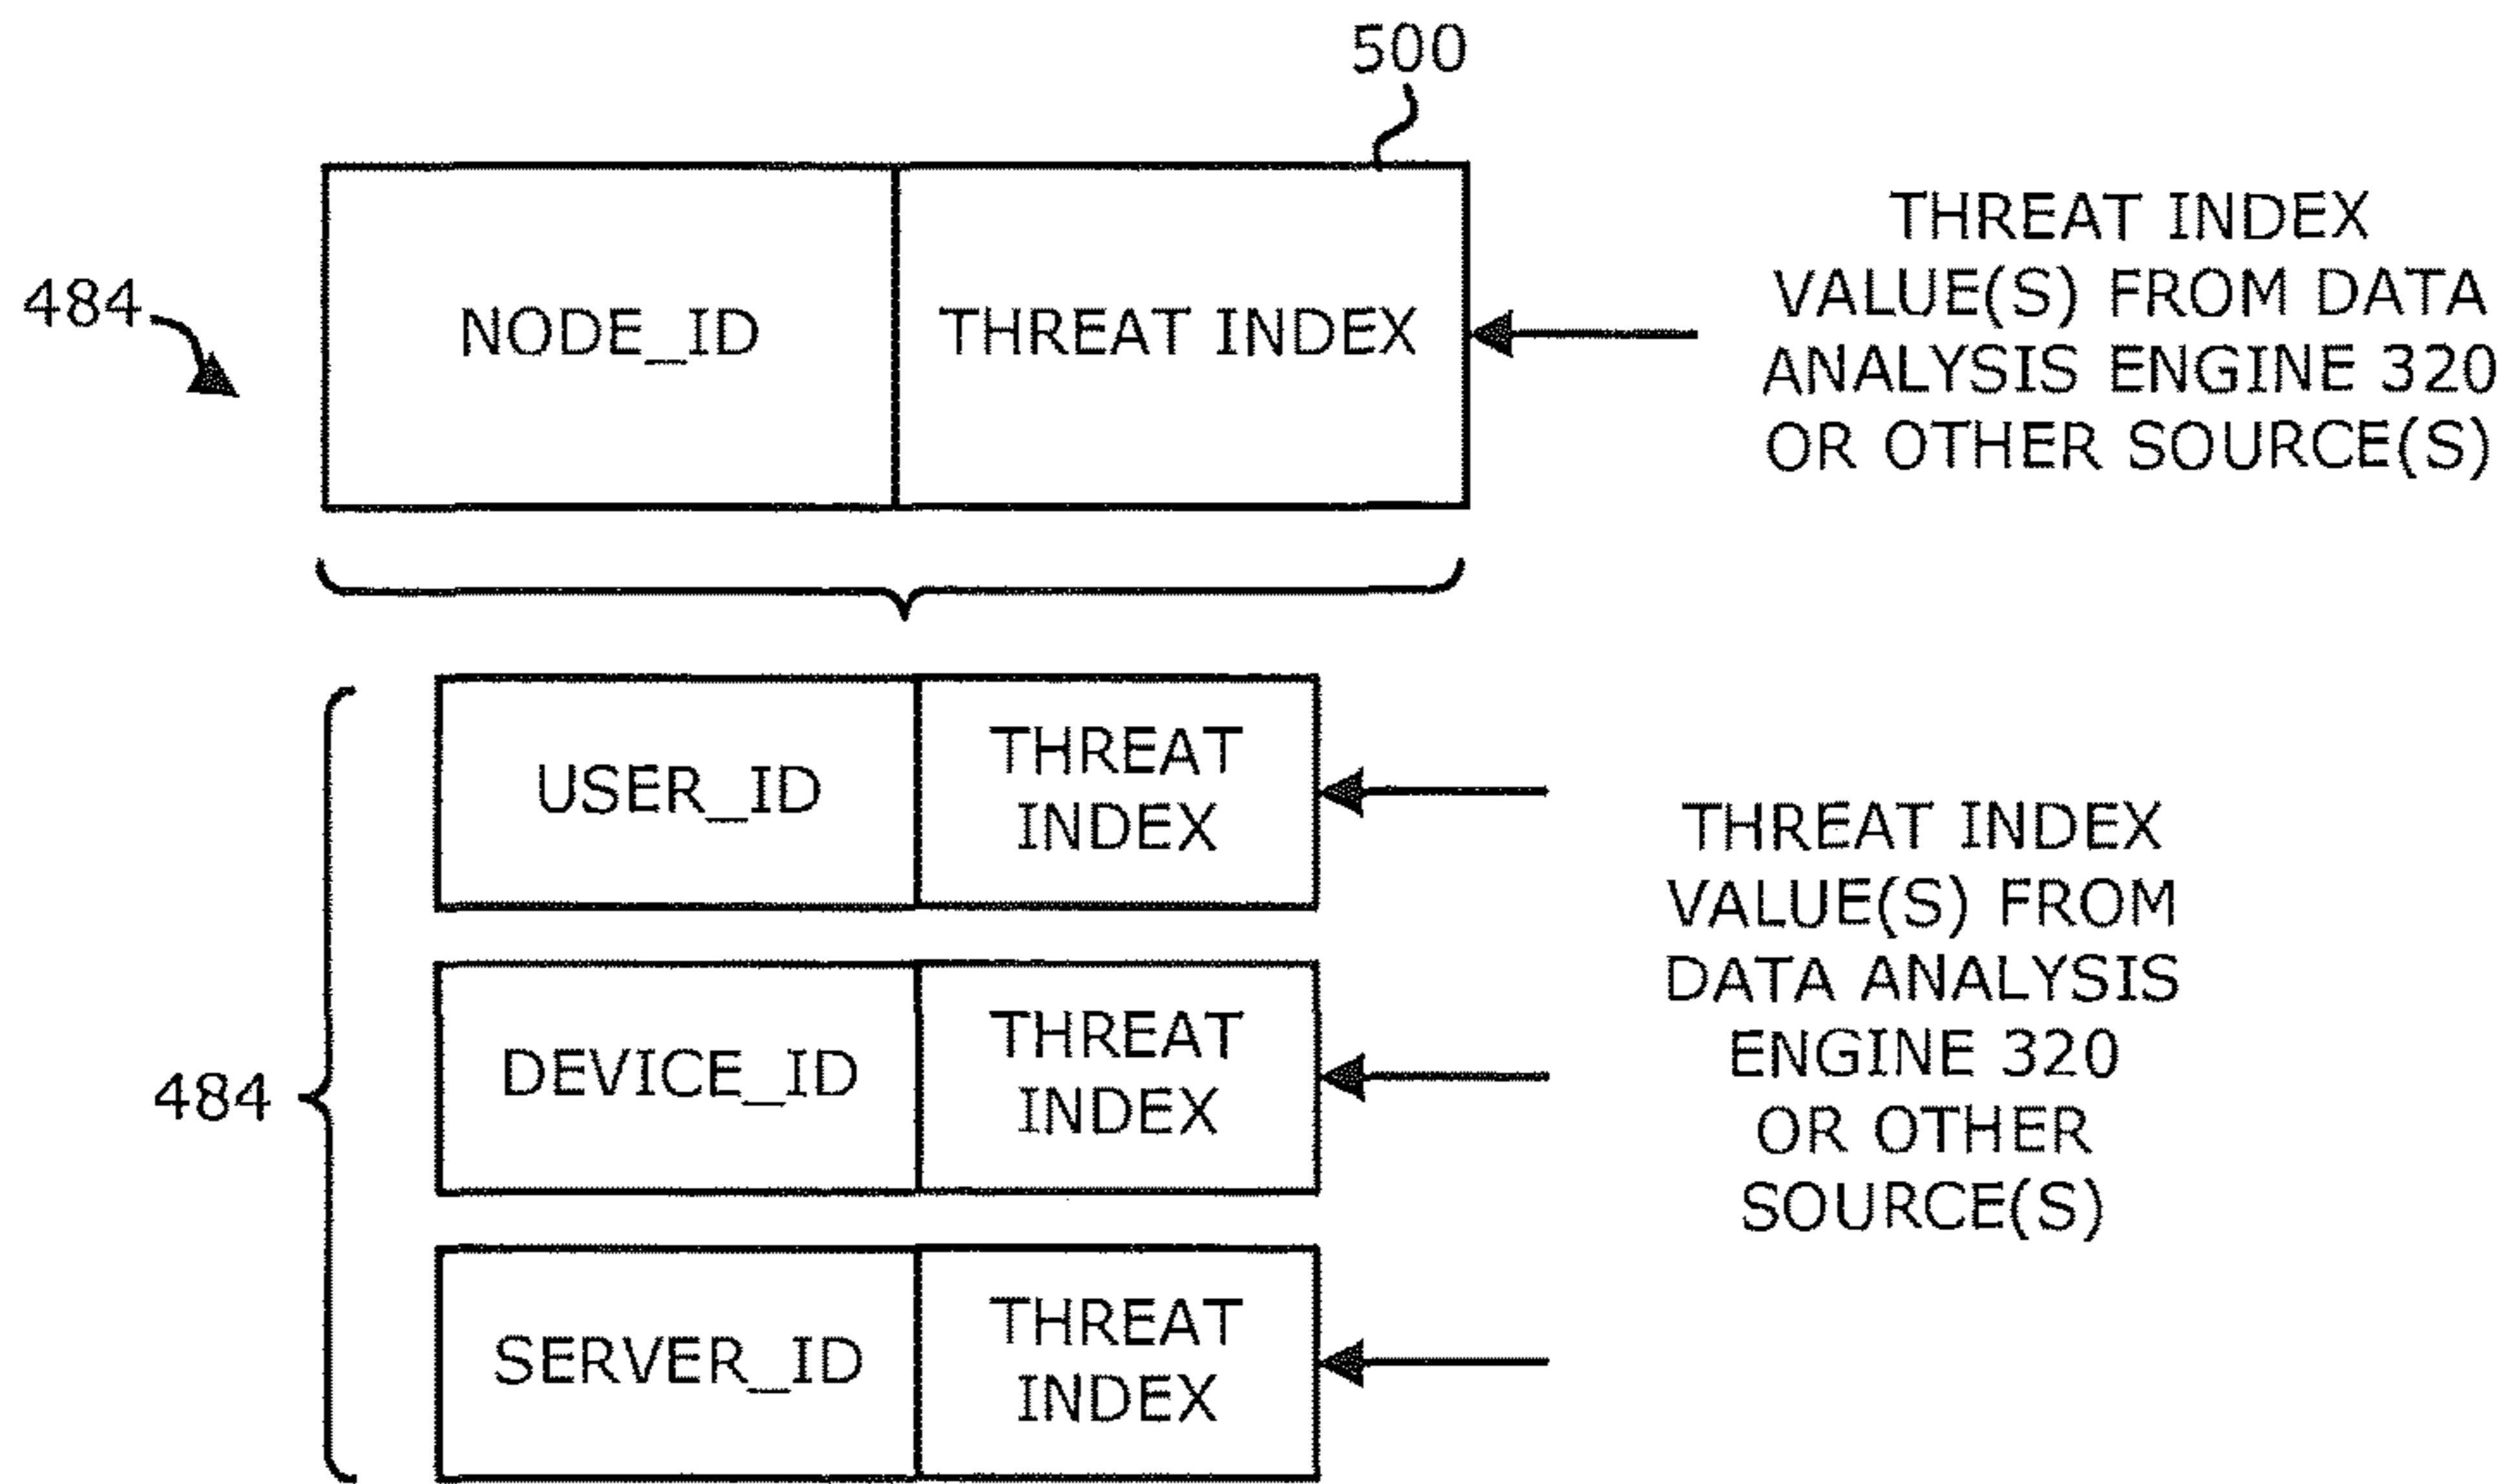 500
484
NODE_ID
THREAT INDEX
THREAT INDEX
VALUE(S) FROM DATA
ANALYSIS ENGINE 320
OR OTHER SOURCE(S)
484
USER_ID
THREAT
INDEX
DEVICE_ID
THREAT
INDEX
SERVER_ID
THREAT
INDEX
THREAT INDEX
VALUE(S) FROM
DATA ANALYSIS
ENGINE 320
OR OTHER
SOURCE(S)